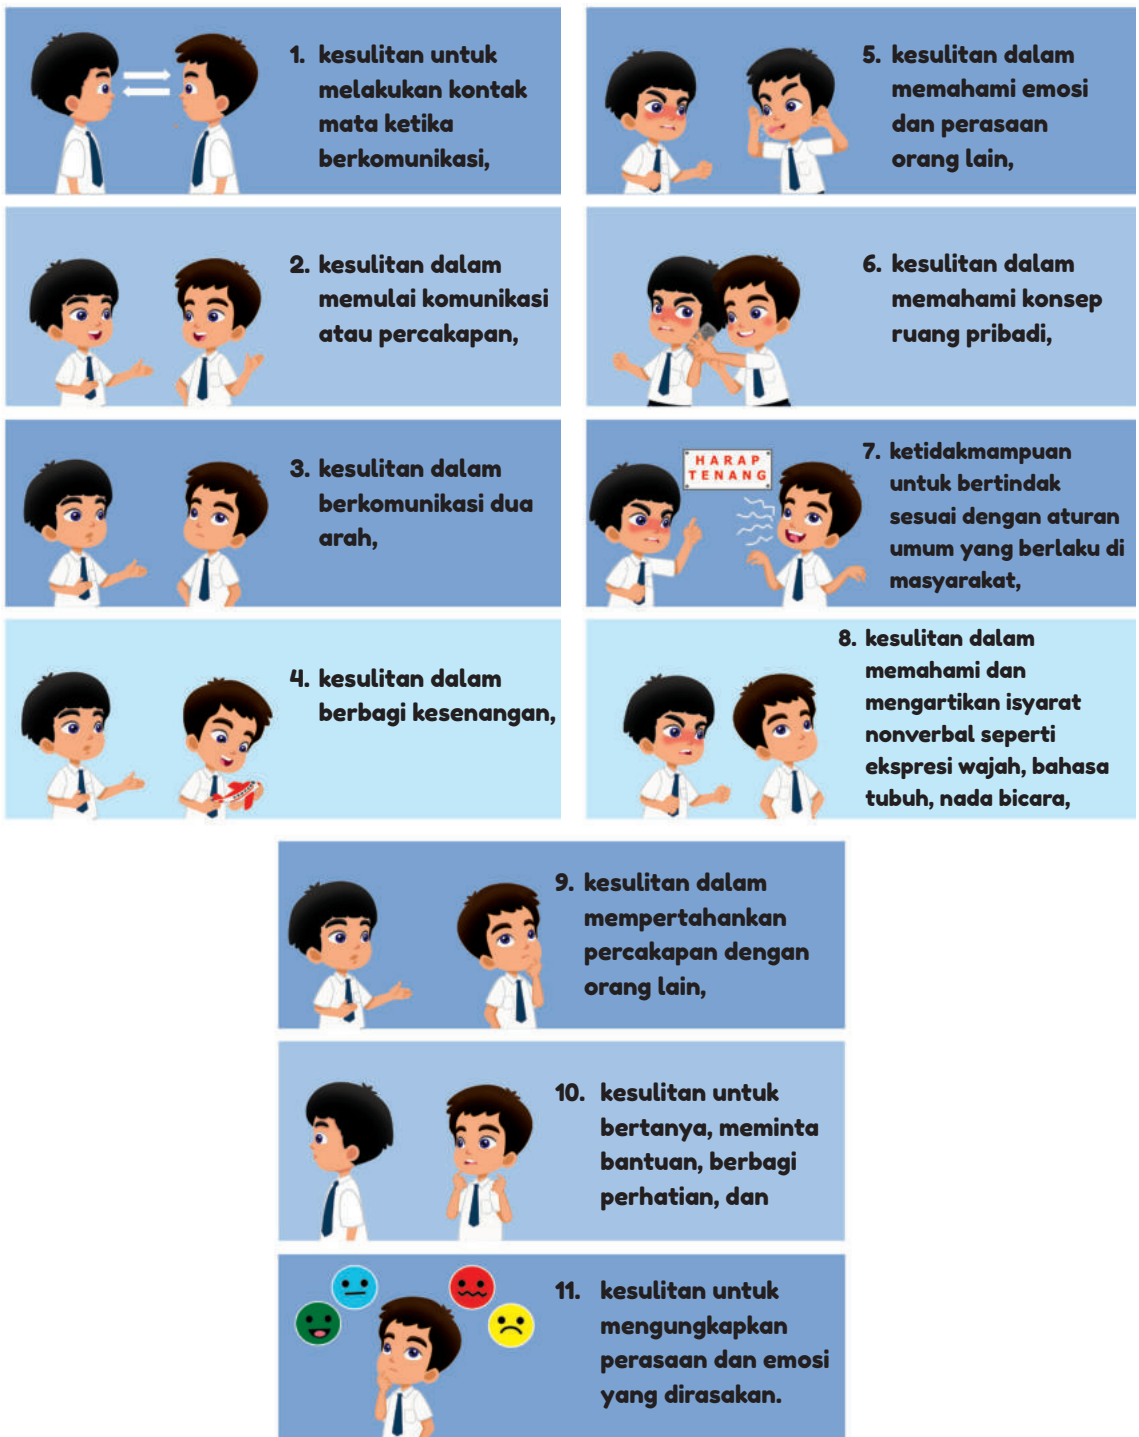 1. kesulitan untuk
melakukan kontak
mata ketika
berkomunikasi,
2. kesulitan dalam
memulai komunikasi
atau percakapan,
3. kesulitan dalam
berkomunikasi dua
arah,
4. kesulitan dalam
berbagi kesenangan,
5. kesulitan dalam
memahami emosi
dan perasaan
orang lain,
6. kesulitan dalam
memahami konsep
ruang pribadi,
HARAP
TENANG
7. ketidakmampuan
untuk bertindak
sesuai dengan aturan
umum yang berlaku di
masyarakat,
8. kesulitan dalam
memahami dan
mengartikan isyarat
nonverbal seperti
ekspresi wajah, bahasa
tubuh, nada bicara,
9. kesulitan dalam
mempertahankan
percakapan dengan
orang lain,
10. kesulitan untuk
bertanya, meminta
bantuan, berbagi
perhatian, dan
11. kesulitan untuk
mengungkapkan
perasaan dan emosi
yang dirasakan.